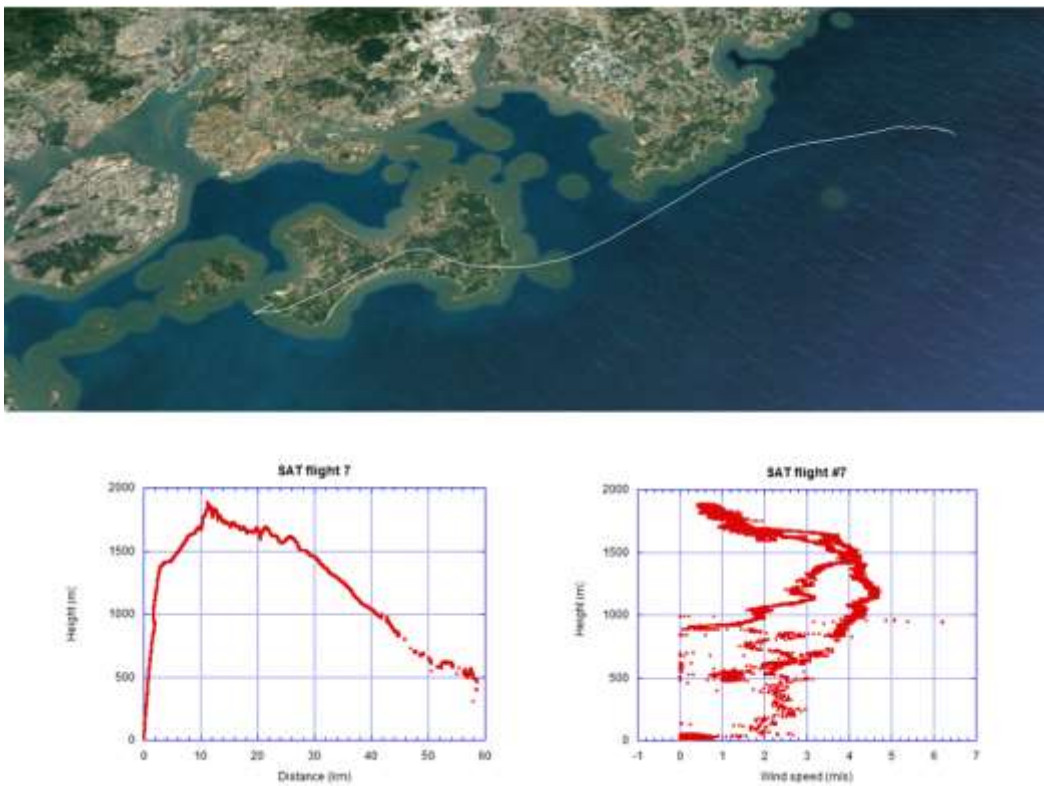 SAT flight 7
2000
1500
1000
500
0
Height (m)
0 10 20 30 40 50 60
Distance (km)
SAT flight #7
2000
1500
1000
500
0
Height (m)
-1 0 1 2 3 4 5 6 7
Wind speed (m/s)